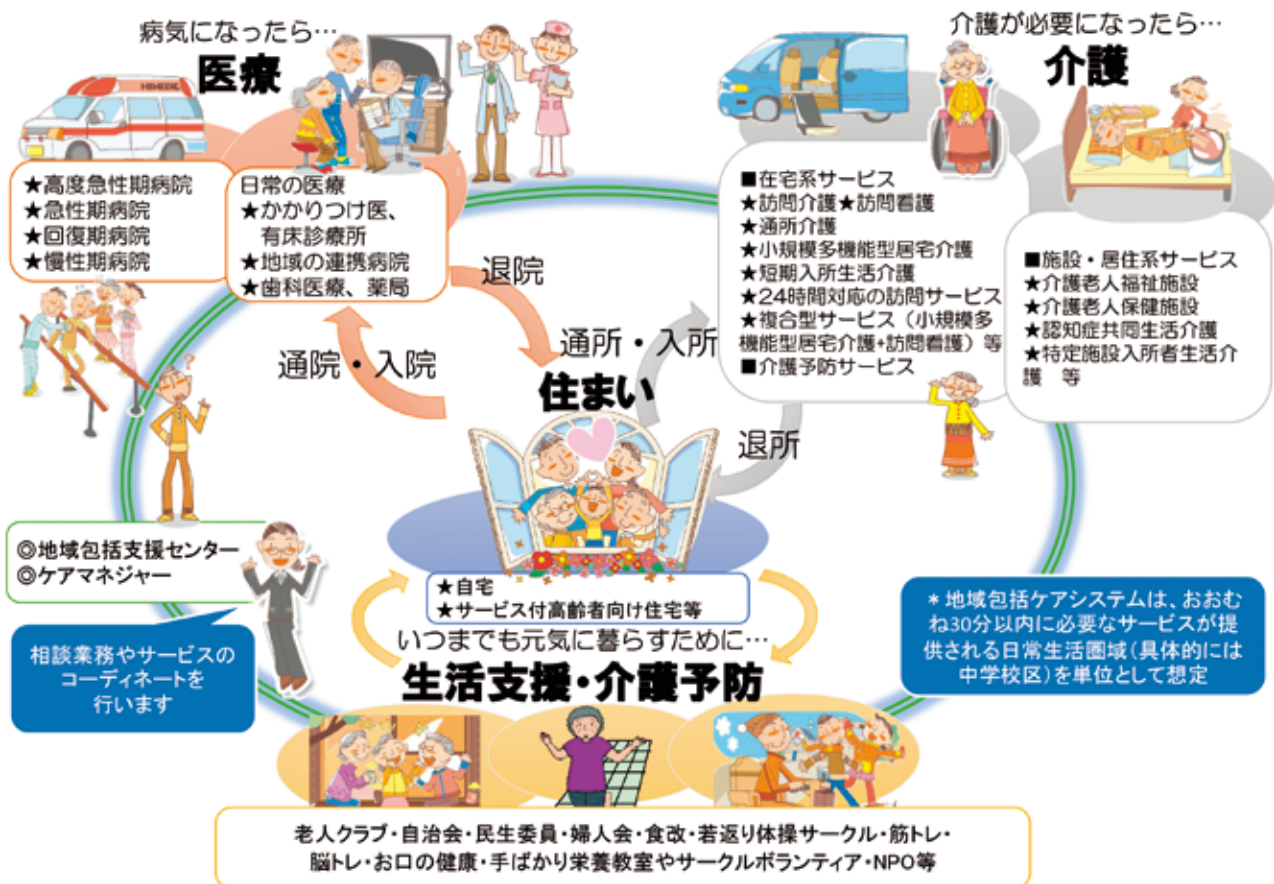 病気になったら…
医療
HIMEDIC
★高度急性期病院
★急性期病院
★回復期病院
★慢性期病院
日常の医療
★かかりつけ医、
有床診療所
★地域の連携病院
★歯科医療、薬局
介護が必要になったら…
介護
■在宅系サービス
★訪問介護★訪問看護
★通所介護
★小規模多機能型居宅介護
★短期入所生活介護
★24時間対応の訪問サービス
★複合型サービス（小規模多
機能型居宅介護+訪問看護）等
■介護予防サービス
■施設・居住系サービス
★介護老人福祉施設
★介護老人保健施設
★認知症共同生活介護
★特定施設入所者生活介
護　等
退院
通院・入院
通所・入所
退所
住まい
★自宅
★サービス付高齢者向け住宅等
◎地域包括支援センター
◎ケアマネジャー
相談業務やサービスの
コーディネートを
行います
＊地域包括ケアシステムは、おおむ
ね30分以内に必要なサービスが提
供される日常生活圏域（具体的には
中学校区）を単位として想定
いつまでも元気に暮らすために…
生活支援・介護予防
老人クラブ・自治会・民生委員・婦人会・食改・若返り体操サークル・筋トレ・
脳トレ・お口の健康・手ばかり栄養教室やサークルボランティア・NPO等